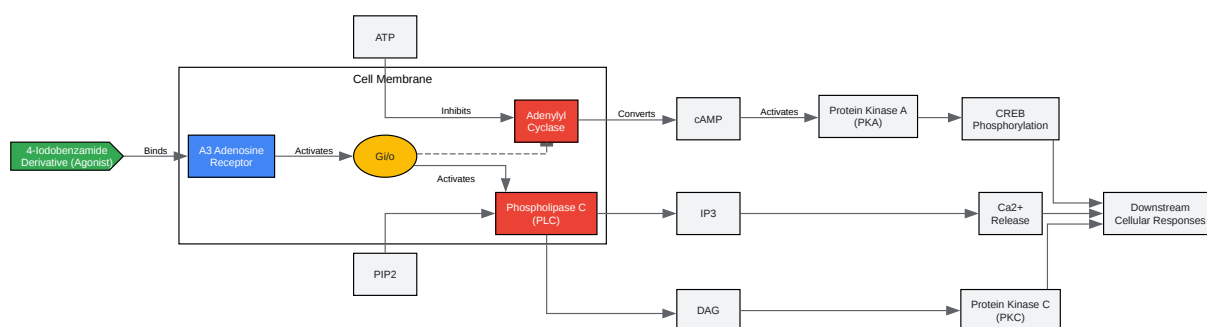 ATP
Cell Membrane
Inhibits
Adenylyl
Cyclase
Converts
cAMP
Activates
Protein Kinase A
(PKA)
CREB
Phosphorylation
4-Iodobenzamide
Derivative (Agonist)
Binds
A3 Adenosine
Receptor
Activates
Gi/o
Activates
Phospholipase C
(PLC)
IP3
Ca2+
Release
Downstream
Cellular Responses
PIP2
DAG
Protein Kinase C
(PKC)